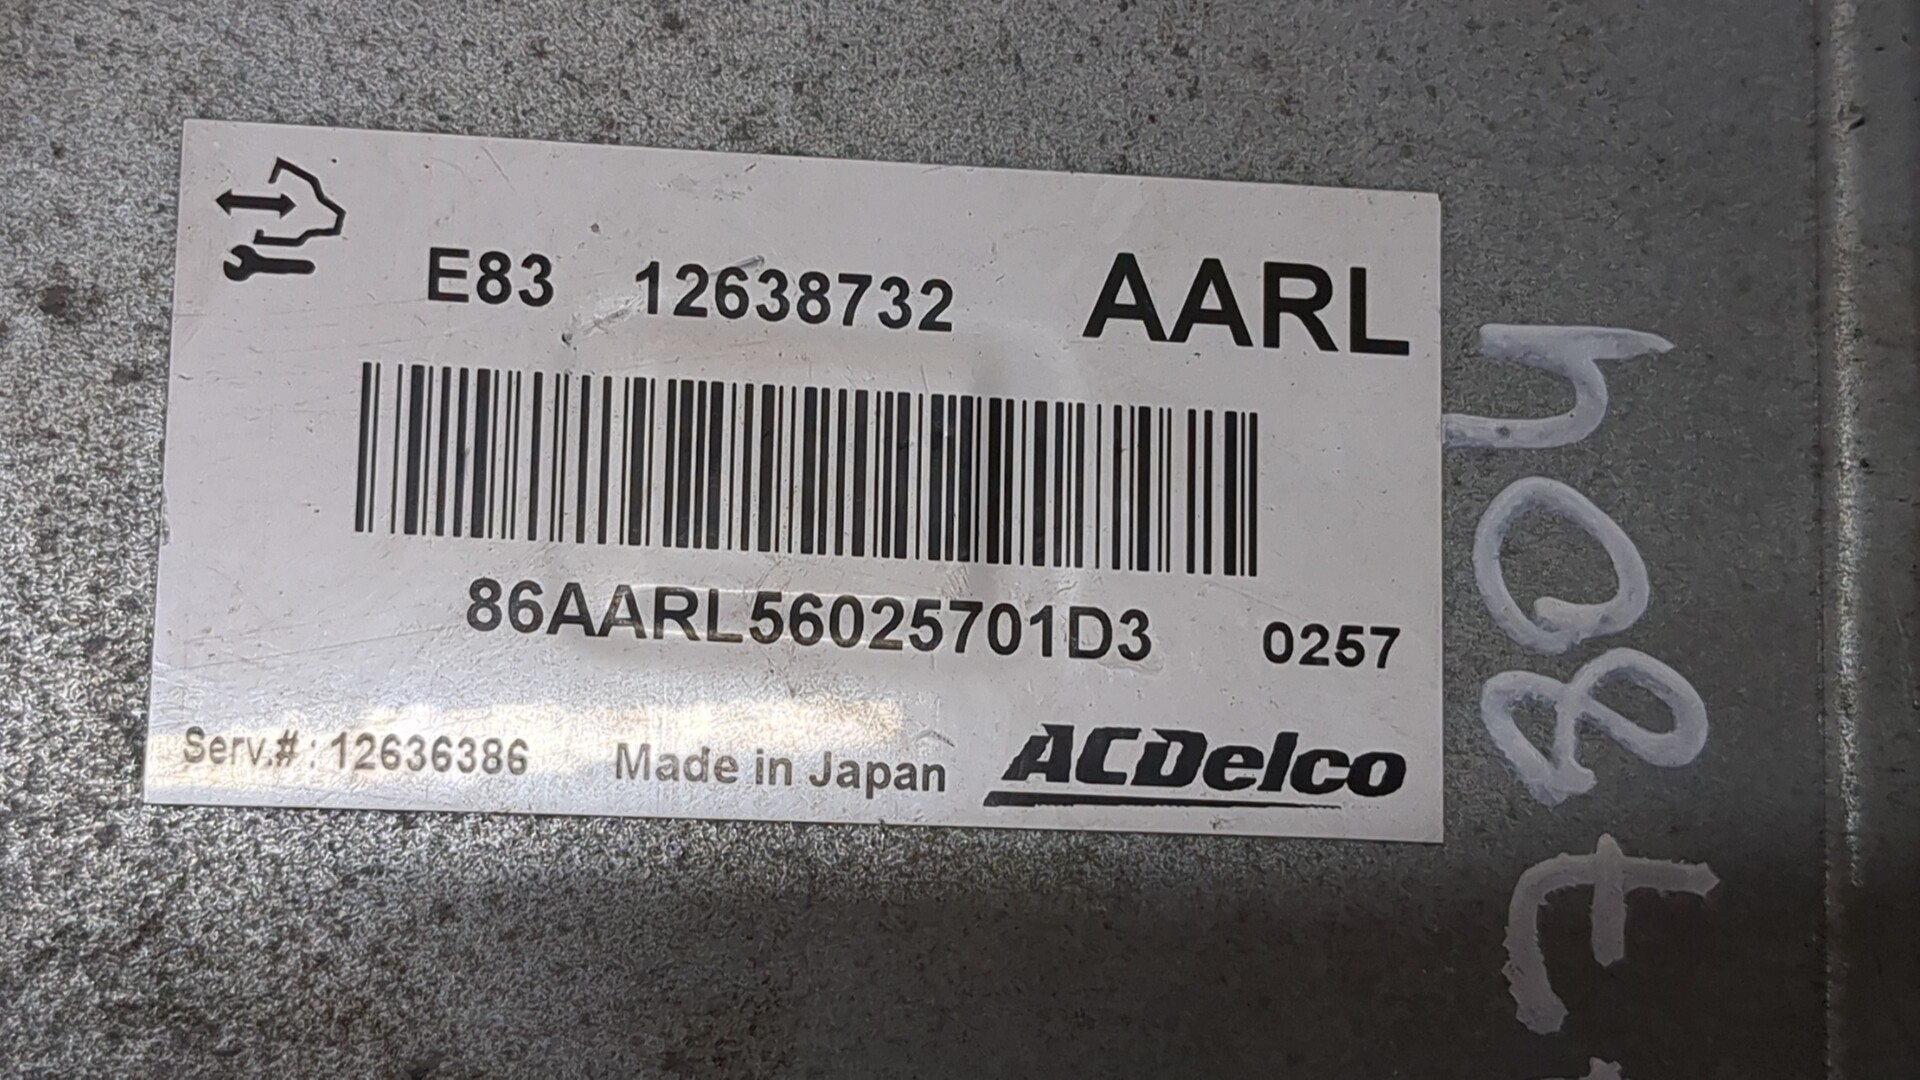 E83 12638732 AARL
86AARL56025701D3 0257
Serv.#: 12636386 Made in Japan ACDelco